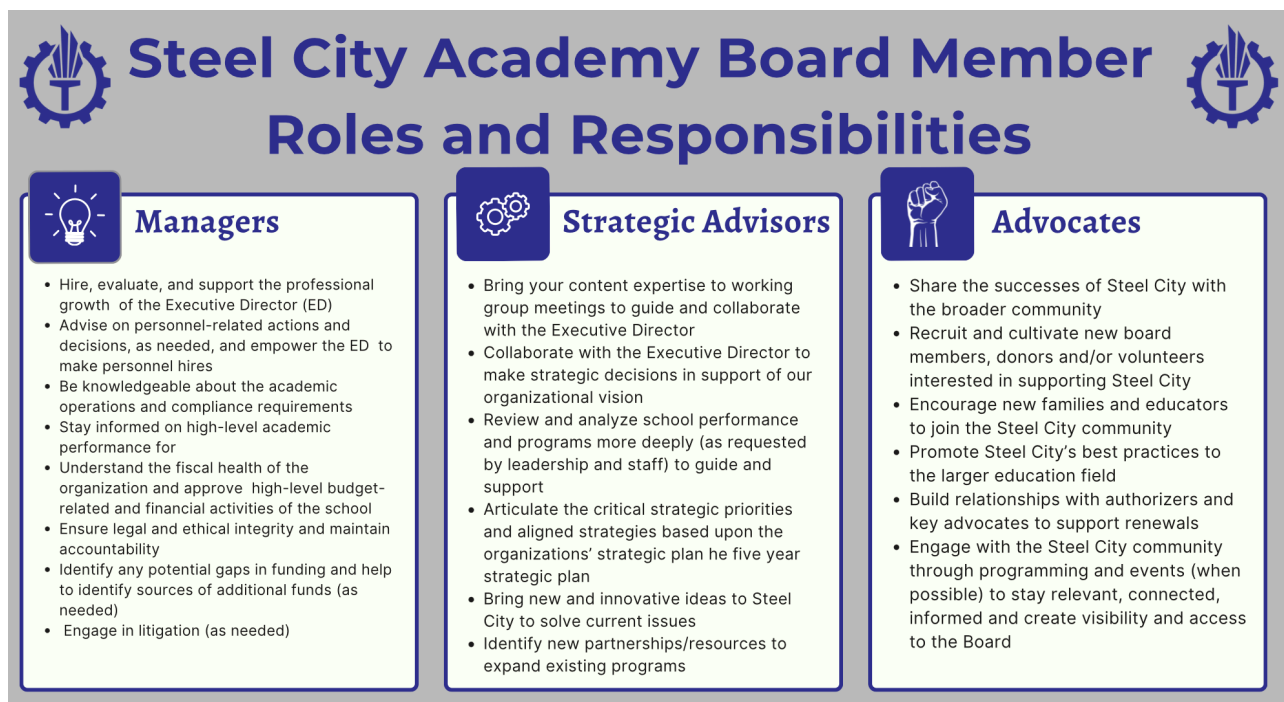 Steel City Academy Board Member
Roles and Responsibilities
Managers
• Hire, evaluate, and support the professional
growth of the Executive Director (ED)
• Advise on personnel-related actions and
decisions, as needed, and empower the ED to
make personnel hires
• Be knowledgeable about the academic
operations and compliance requirements
• Stay informed on high-level academic
performance for
• Understand the fiscal health of the
organization and approve high-level budget-
related and financial activities of the school
• Ensure legal and ethical integrity and maintain
accountability
• Identify any potential gaps in funding and help
to identify sources of additional funds (as
needed)
• Engage in litigation (as needed)
Strategic Advisors
• Bring your content expertise to working
group meetings to guide and collaborate
with the Executive Director
• Collaborate with the Executive Director to
make strategic decisions in support of our
organizational vision
• Review and analyze school performance
and programs more deeply (as requested
by leadership and staff) to guide and
support
• Articulate the critical strategic priorities
and aligned strategies based upon the
organizations’ strategic plan he five year
strategic plan
• Bring new and innovative ideas to Steel
City to solve current issues
• Identify new partnerships/resources to
expand existing programs
Advocates
• Share the successes of Steel City with
the broader community
• Recruit and cultivate new board
members, donors and/or volunteers
interested in supporting Steel City
• Encourage new families and educators
to join the Steel City community
• Promote Steel City’s best practices to
the larger education field
• Build relationships with authorizers and
key advocates to support renewals
• Engage with the Steel City community
through programming and events (when
possible) to stay relevant, connected,
informed and create visibility and access
to the Board